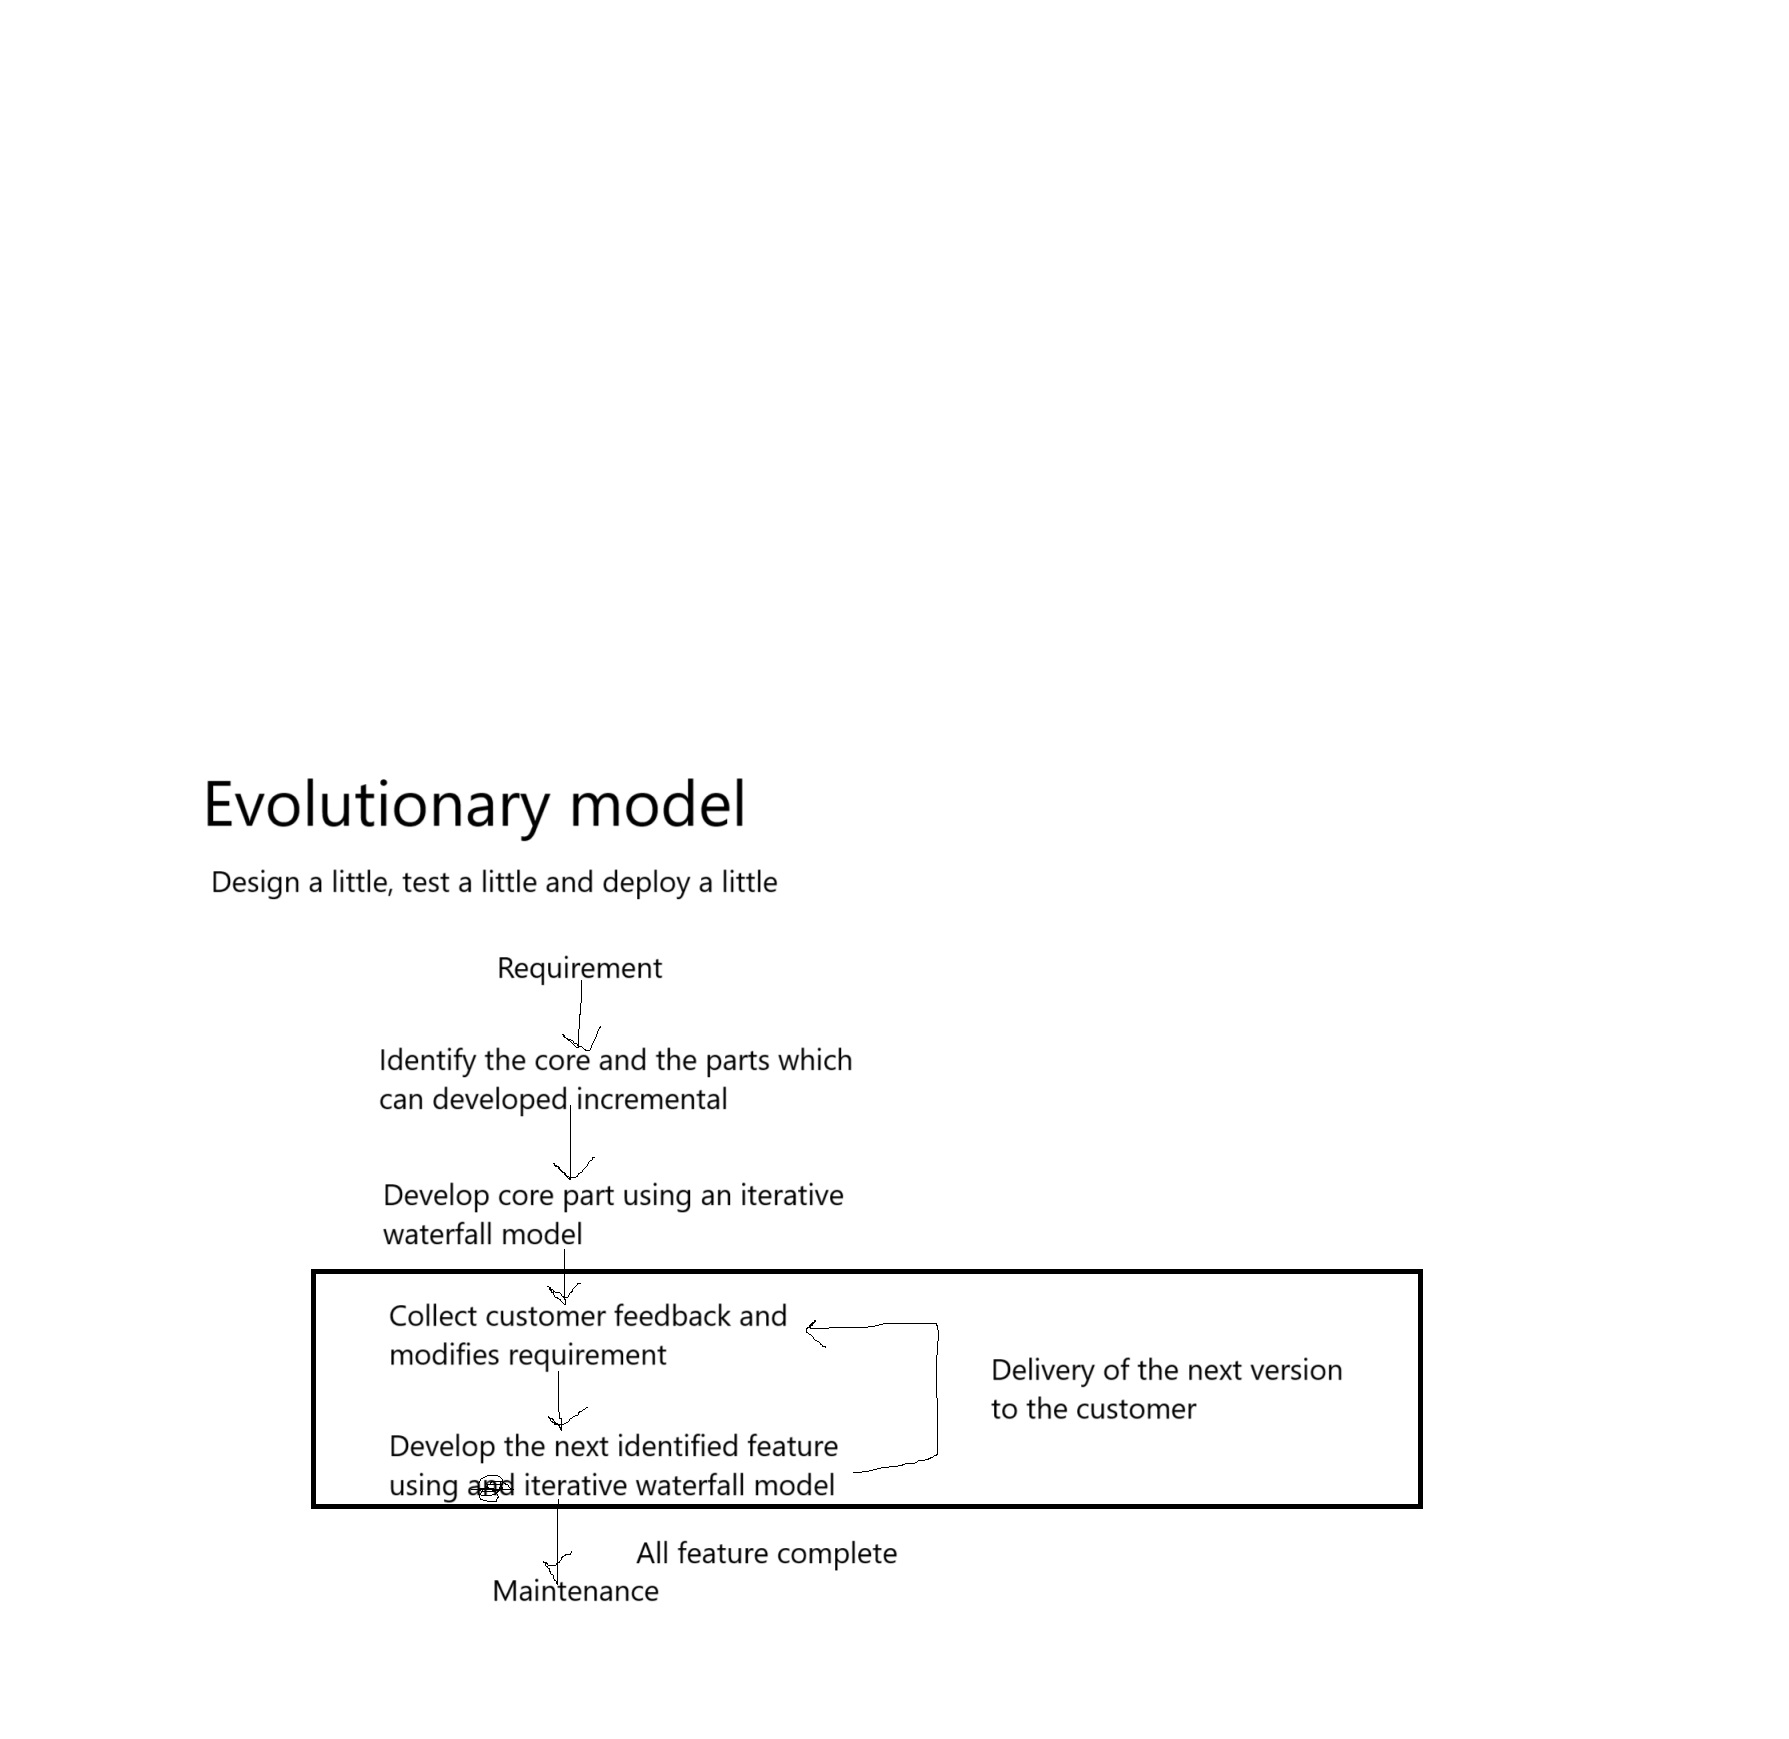 Evolutionary model
Design a little, test a little and deploy a little
Requirement
Identify the core and the parts which
can developed incremental
Develop core part using an iterative
waterfall model
Collect customer feedback and
modifies requirement
Delivery of the next version
to the customer
Develop the next identified feature
using and iterative waterfall model
All feature complete
Maintenance